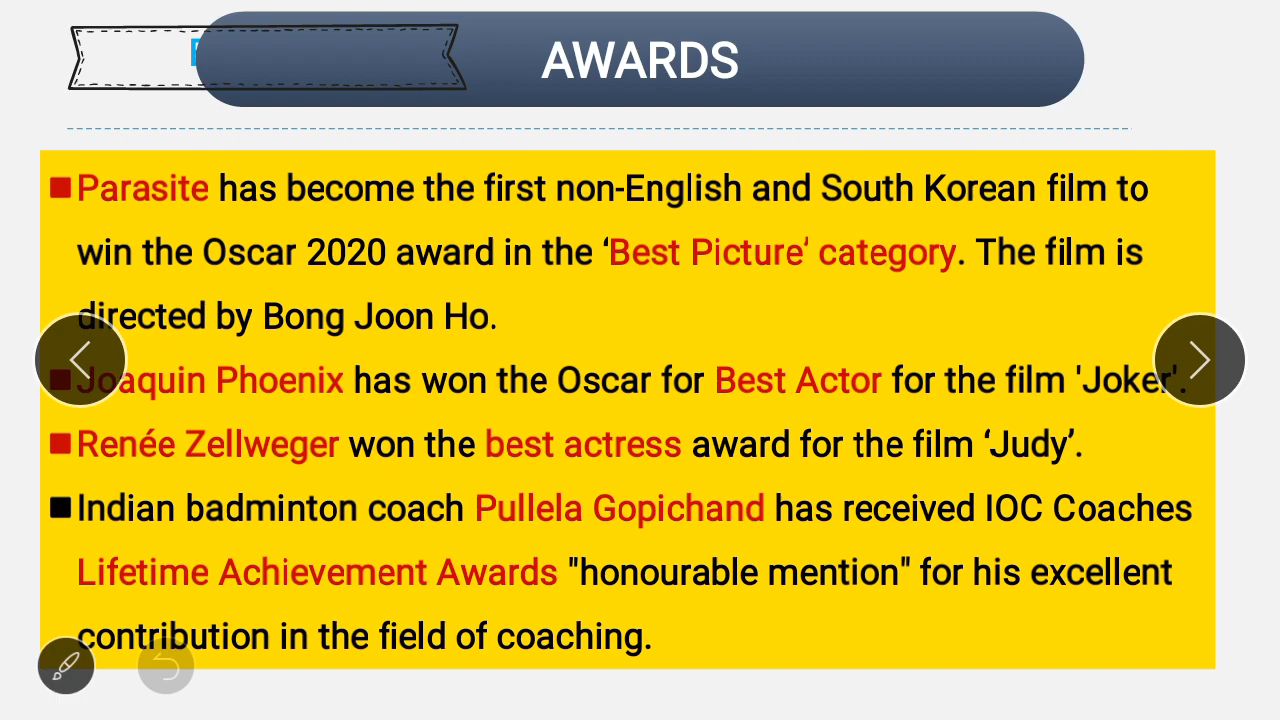 AWARDS
Parasite has become the first non-English and South Korean film to
win the Oscar 2020 award in the ‘Best Picture’ category. The film is
directed by Bong Joon Ho.
Joaquin Phoenix has won the Oscar for Best Actor for the film 'Joker'.
Renée Zellweger won the best actress award for the film ‘Judy’.
Indian badminton coach Pullela Gopichand has received IOC Coaches
Lifetime Achievement Awards "honourable mention" for his excellent
contribution in the field of coaching.